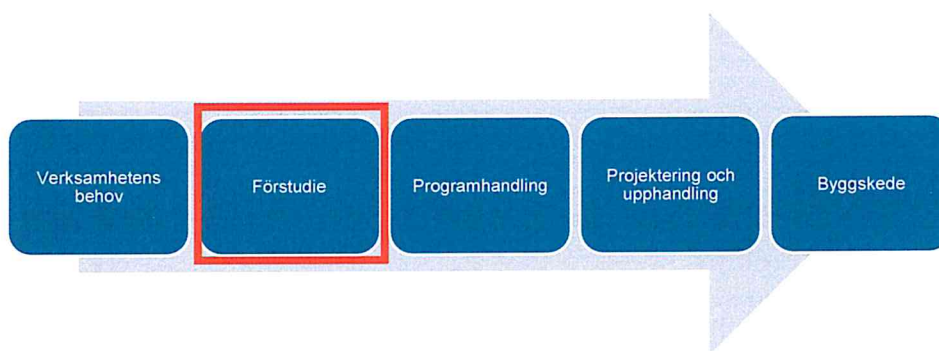 Verksamhetens
behov
Förstudie
Programhandling
Projektering och
upphandling
Byggskede